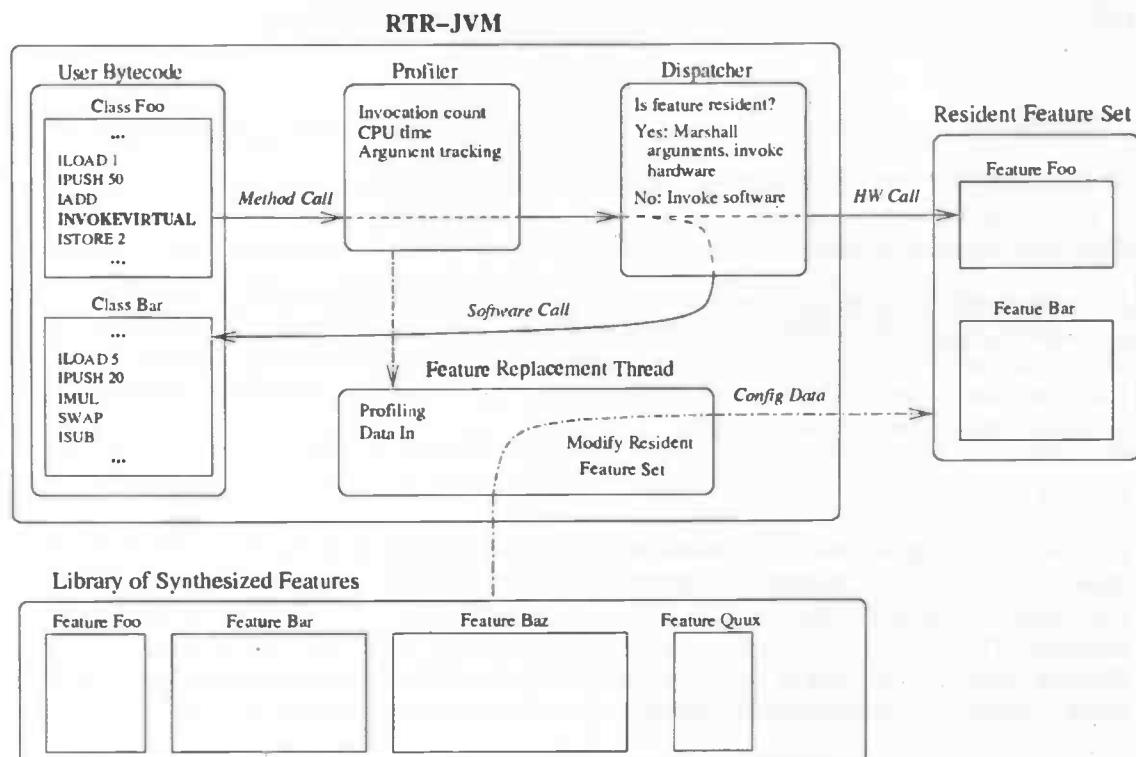 RTR–JVM
User Bytecode
Class Foo
...
ILOAD 1
IPUSH 50
IADD
INVOKEVIRTUAL
ISTORE 2
...
Class Bar
...
ILOAD 5
IPUSH 20
IMUL
SWAP
ISUB
...
Method Call
Profiler
Invocation count
CPU time
Argument tracking
Dispatcher
Is feature resident?
Yes: Marshall
arguments, invoke
hardware
No: Invoke software
HW Call
Software Call
Feature Replacement Thread
Profiling
Data In
Modify Resident
Feature Set
Config Data
Resident Feature Set
Feature Foo
Featue Bar
Library of Synthesized Features
Feature Foo
Feature Bar
Feature Baz
Feature Quux